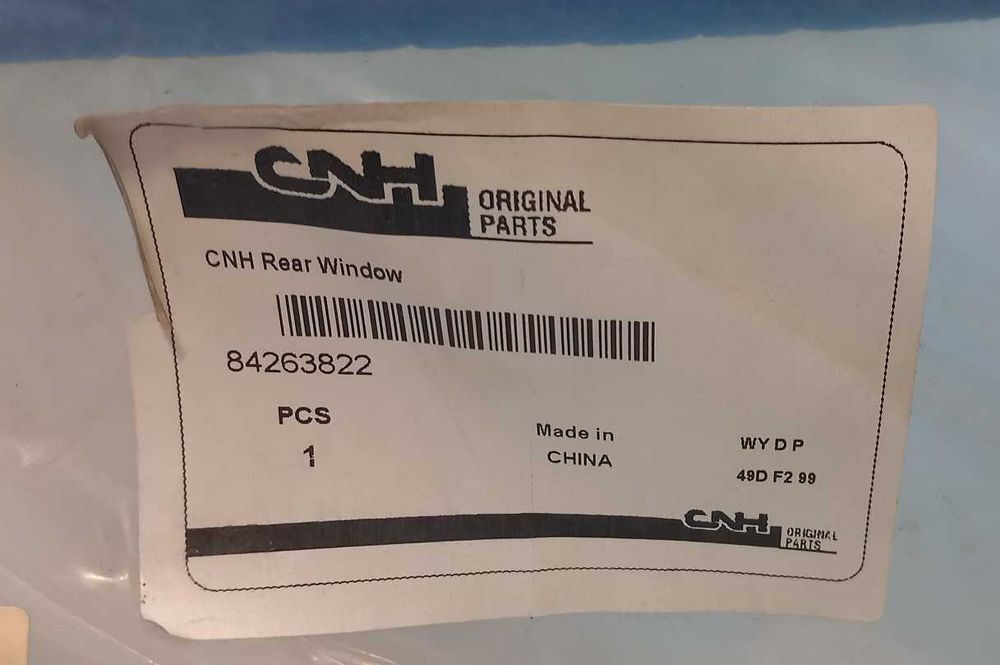 CNH ORIGINAL
PARTS
CNH Rear Window
84263822
PCS
1
Made in
CHINA
WY D P
49D F2 99
CNH ORIGINAL
PARTS